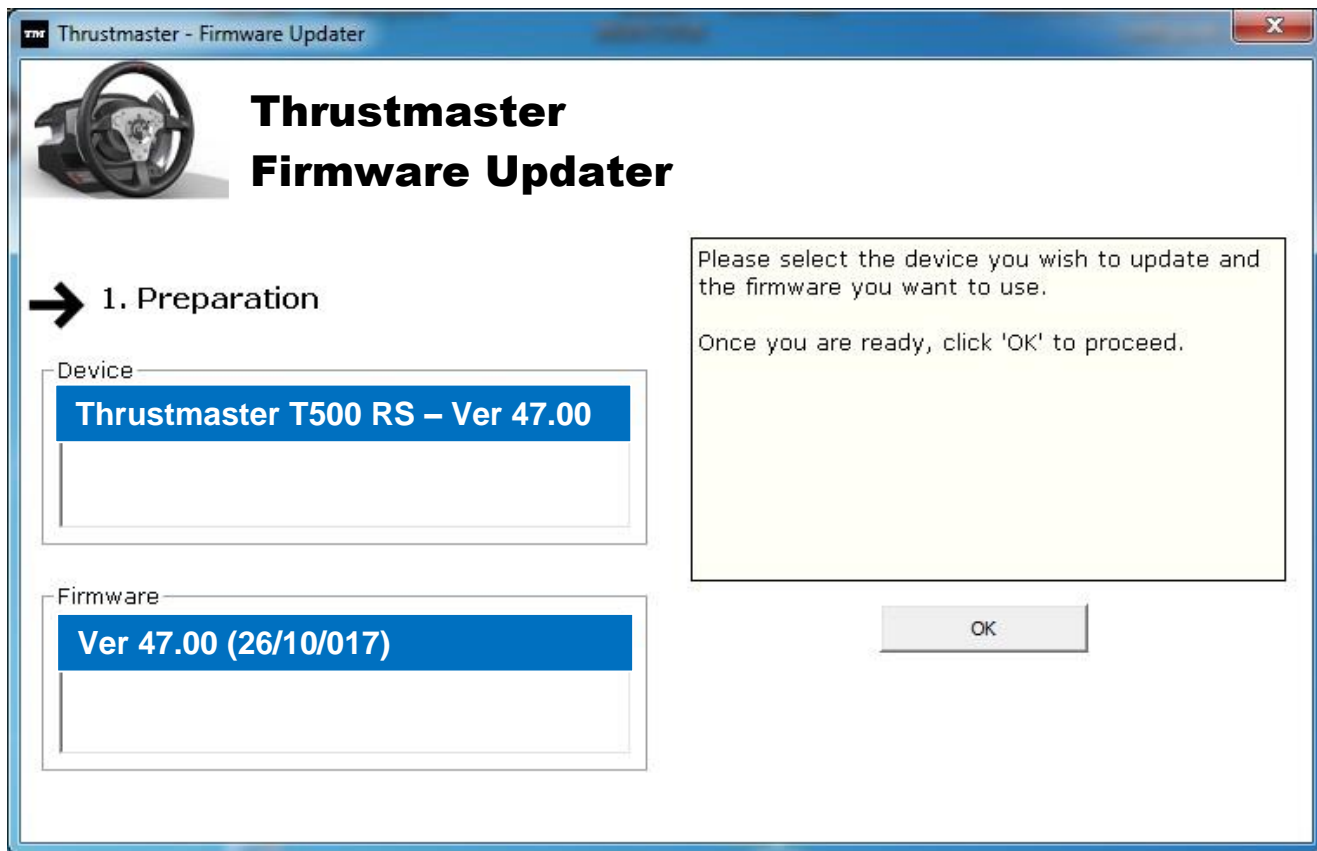 Thrustmaster - Firmware Updater
X
Thrustmaster
Firmware Updater
1. Preparation
Please select the device you wish to update and
the firmware you want to use.
Once you are ready, click 'OK' to proceed.
Device
Thrustmaster T500 RS – Ver 47.00
Firmware
Ver 47.00 (26/10/017)
OK